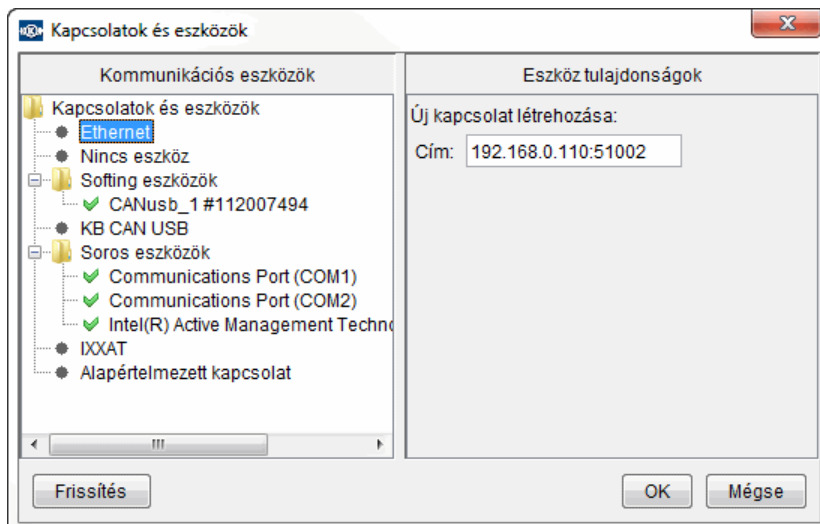 Kapcsolatok és eszközök
Kommunikációs eszközök
Kapcsolatok és eszközök
Ethernet
Nincs eszköz
Softing eszközök
CANusb_1 #112007494
KB CAN USB
Soros eszközök
Communications Port (COM1)
Communications Port (COM2)
Intel(R) Active Management Techno
IXXAT
Alapértelmezett kapcsolat
Eszköz tulajdonságok
Új kapcsolat létrehozása:
Cím: 192.168.0.110:51002
Frissítés
OK
Mégse